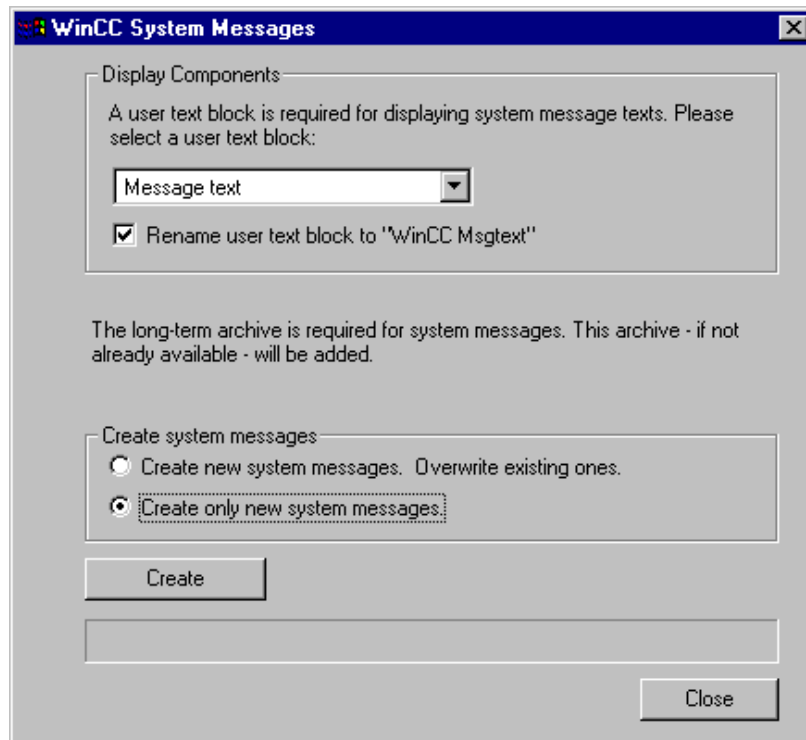 WinCC System Messages
Display Components
A user text block is required for displaying system message texts. Please
select a user text block:
Message text
Rename user text block to "WinCC Msgtext"
The long-term archive is required for system messages. This archive - if not
already available - will be added.
Create system messages
Create new system messages.  Overwrite existing ones.
Create only new system messages.
Create
Close